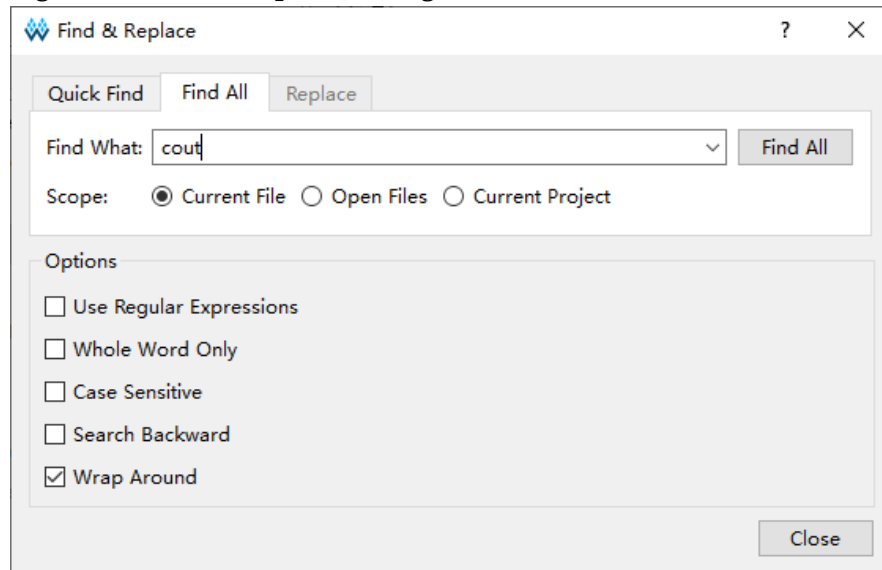 Find & Replace ?
Quick Find Find All Replace
Find What: cout Find All
Scope: Current File Open Files Current Project
Options
Use Regular Expressions
Whole Word Only
Case Sensitive
Search Backward
Wrap Around
Close